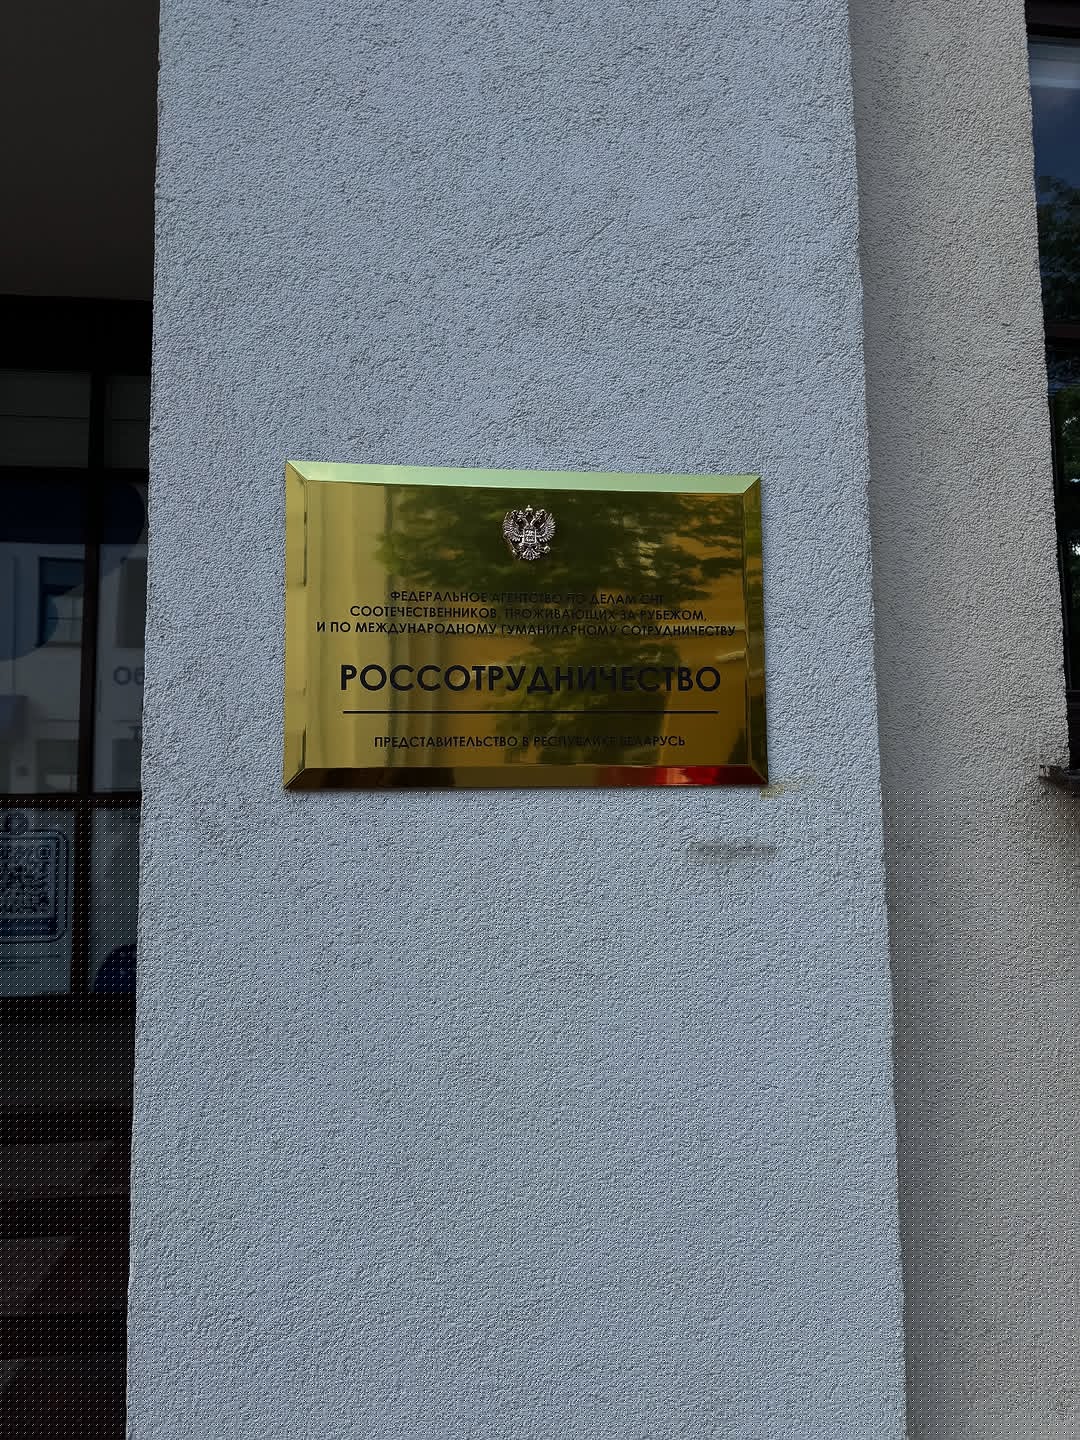 ФЕДЕРАЛЬНОЕ АГЕНТСТВО ПО ДЕЛАМ СНГ,
СООТЕЧЕСТВЕННИКОВ, ПРОЖИВАЮЩИХ ЗА РУБЕЖОМ,
И ПО МЕЖДУНАРОДНОМУ ГУМАНИТАРНОМУ СОТРУДНИЧЕСТВУ
РОССОТРУДНИЧЕСТВО
ПРЕДСТАВИТЕЛЬСТВО В РЕСПУБЛИКЕ БЕЛАРУСЬ